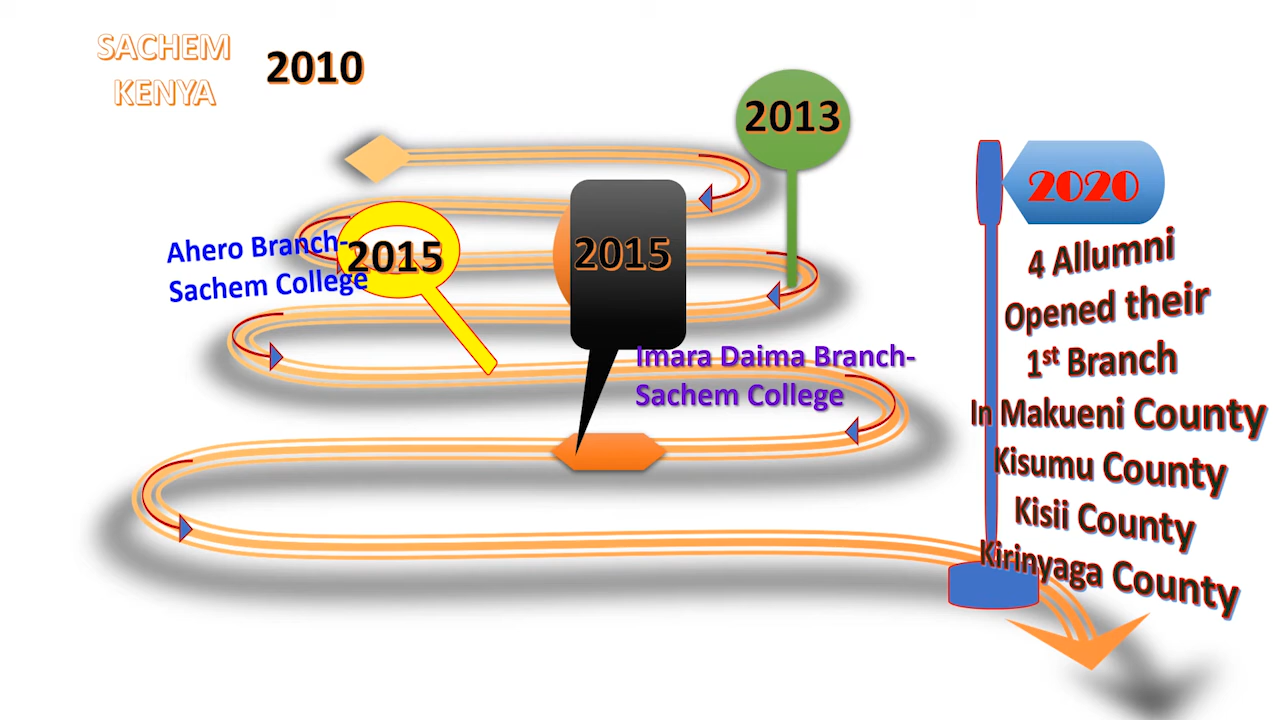 SACHEM
KENYA
2010
2013
2020
Ahero Branch-
Sachem College
2015
2015
4 Allumni
Opened their
1st Branch
In Makueni County
Kisumu County
Kisii County
Kirinyaga County
Imara Daima Branch-
Sachem College